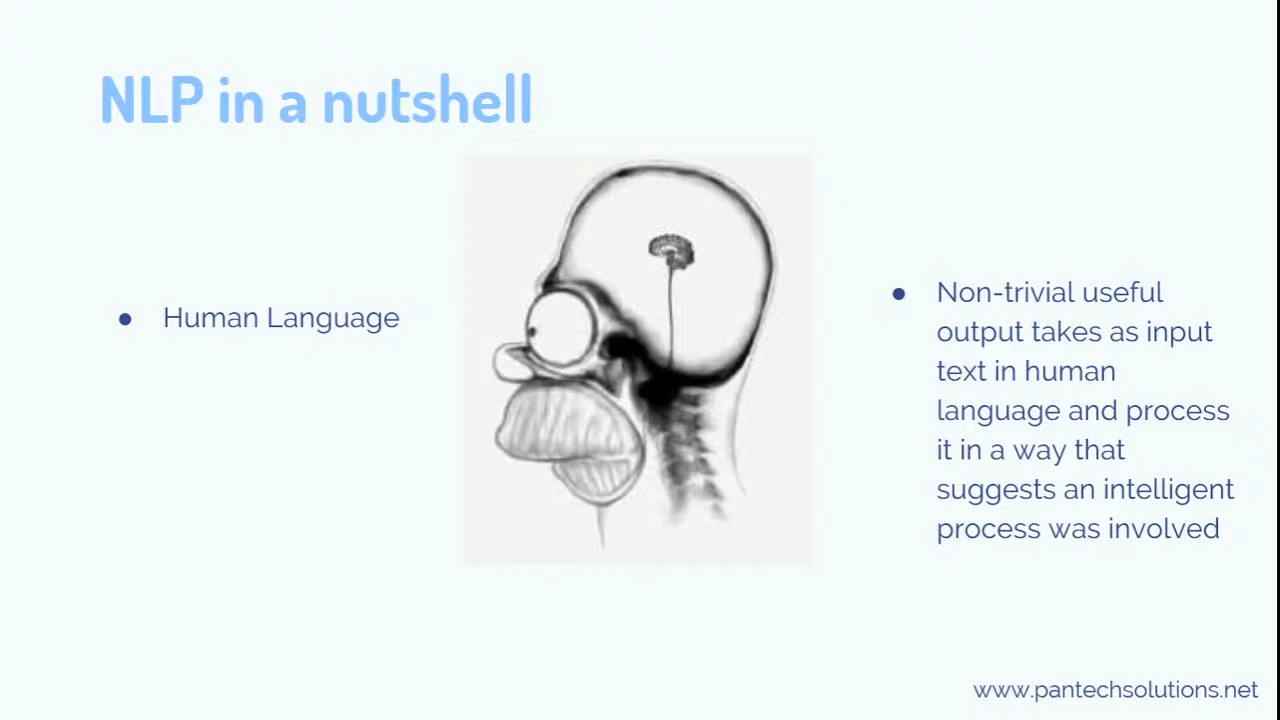 NLP in a nutshell
● Human Language
● Non-trivial useful
output takes as input
text in human
language and process
it in a way that
suggests an intelligent
process was involved
www.pantechsolutions.net